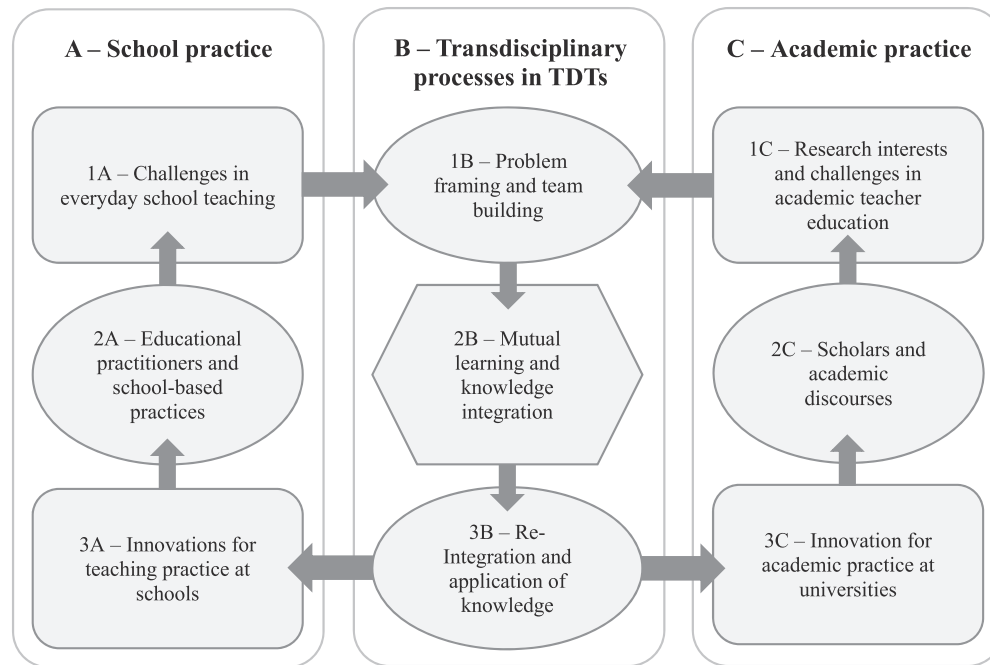 A – School practice
B – Transdisciplinary
processes in TDTs
C – Academic practice
1A – Challenges in
everyday school teaching
1B – Problem
framing and team
building
1C – Research interests
and challenges in
academic teacher
education
2A – Educational
practitioners and
school-based
practices
2B – Mutual
learning and
knowledge
integration
2C – Scholars and
academic
discourses
3A – Innovations for
teaching practice at
schools
3B – Re-
Integration and
application of
knowledge
3C – Innovation for
academic practice at
universities